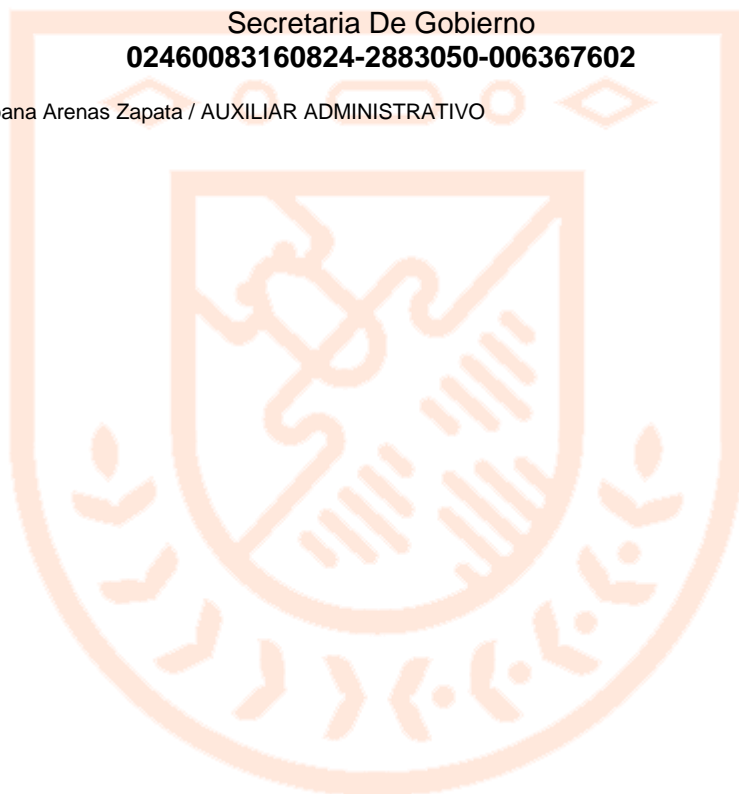 Secretaria De Gobierno
02460083160824-2883050-006367602
Arenas Zapata / AUXILIAR ADMINISTRATIVO